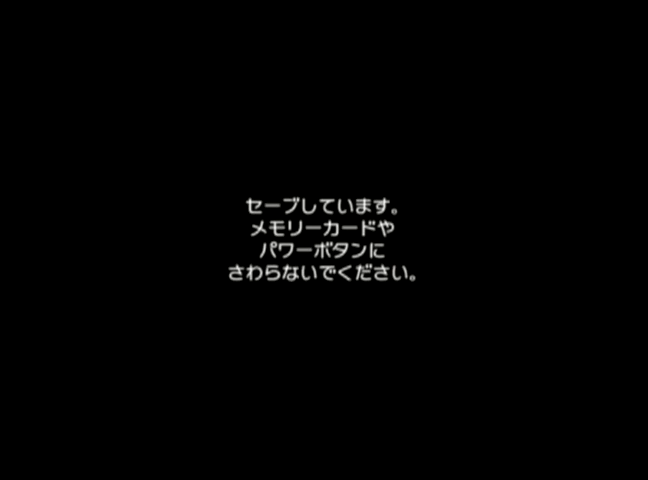 セーブしています。
メモリーカードや
パワーボタンに
さわらないでください。